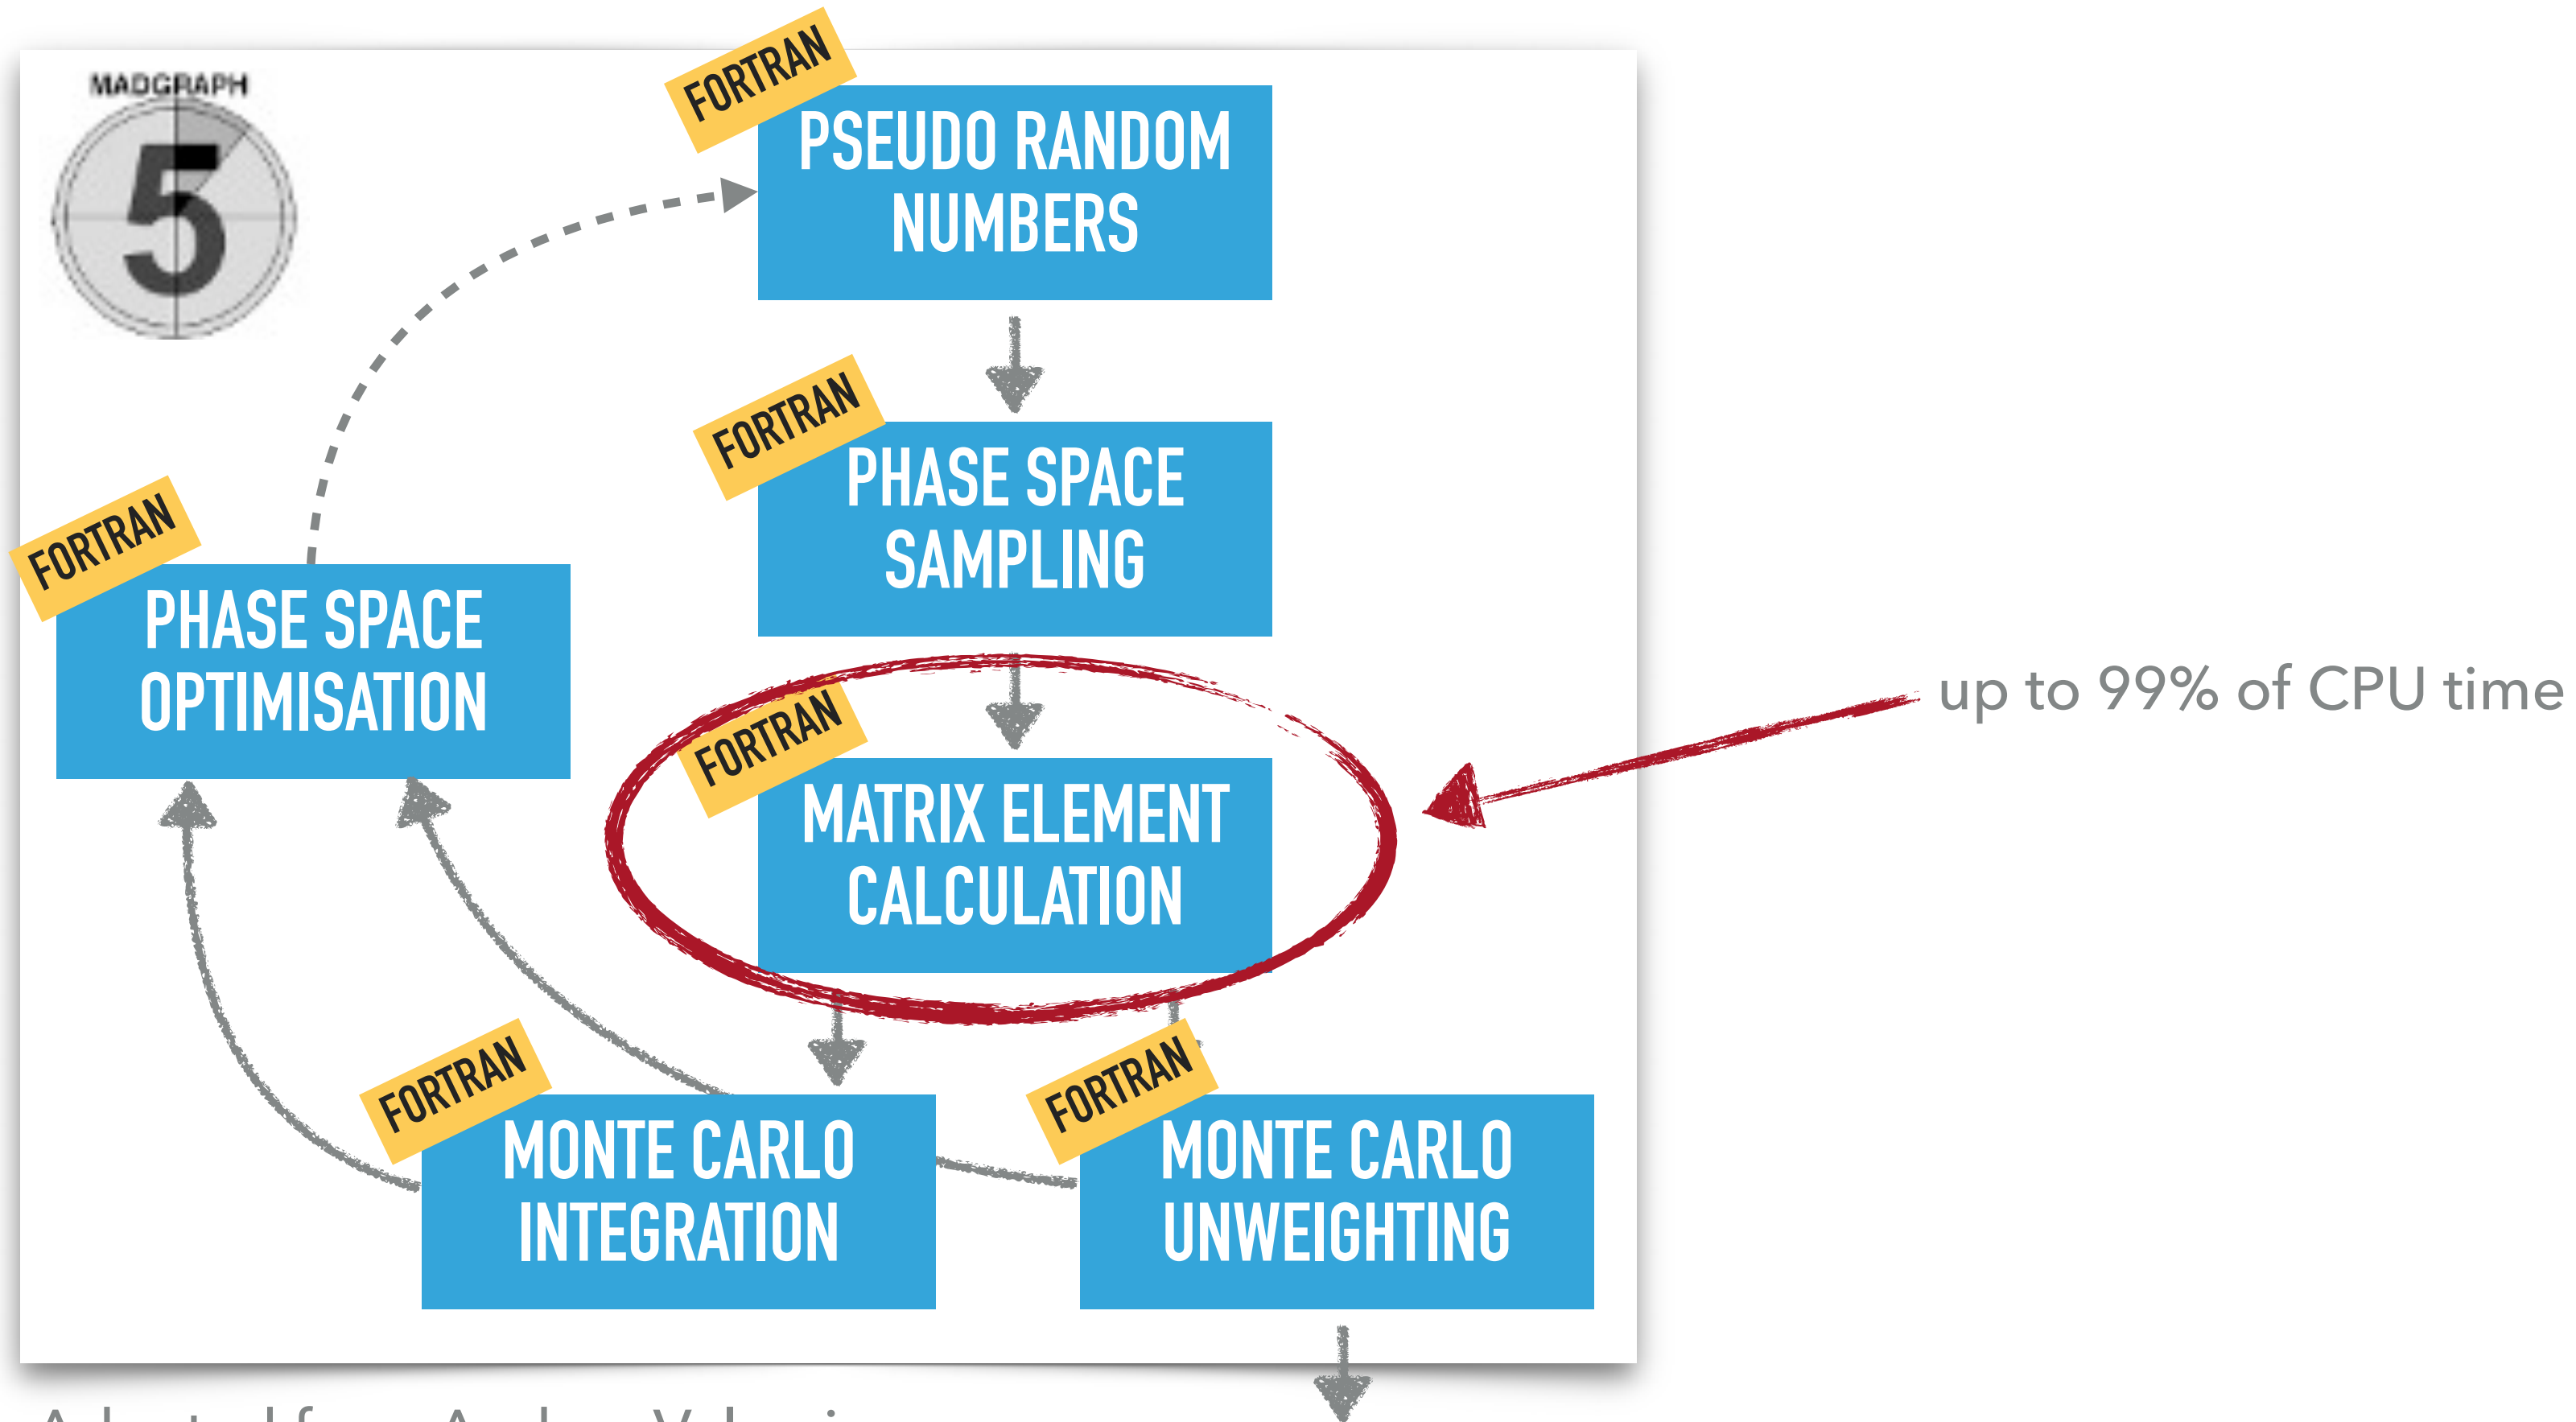 MADGRAPH
5
FORTRAN
PSEUDO RANDOM
NUMBERS
FORTRAN
PHASE SPACE
SAMPLING
FORTRAN
PHASE SPACE
OPTIMISATION
FORTRAN
MATRIX ELEMENT
CALCULATION
up to 99% of CPU time
FORTRAN
MONTE CARLO
INTEGRATION
FORTRAN
MONTE CARLO
UNWEIGHTING